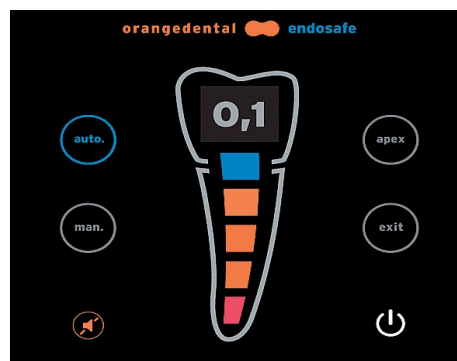 orangedental endosafe
0,1
auto.
apex
man.
exit